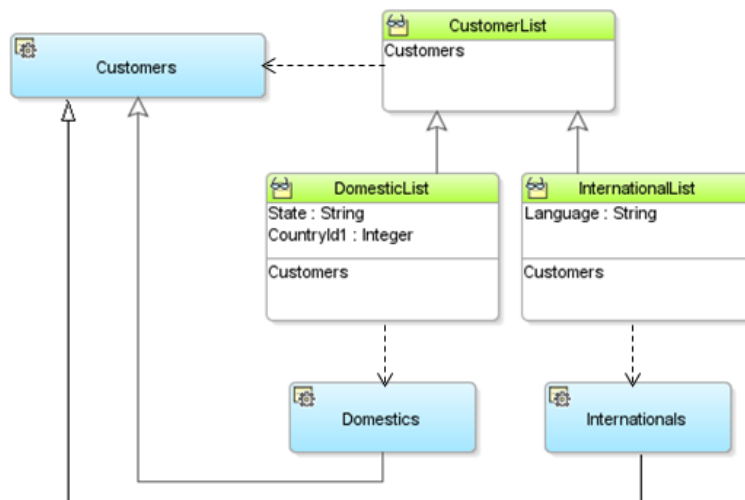 CustomerList
Customers
Customers
DomesticList
State : String
CountryId1 : Integer
Customers
InternationalList
Language : String
Customers
Domestics
Internationals